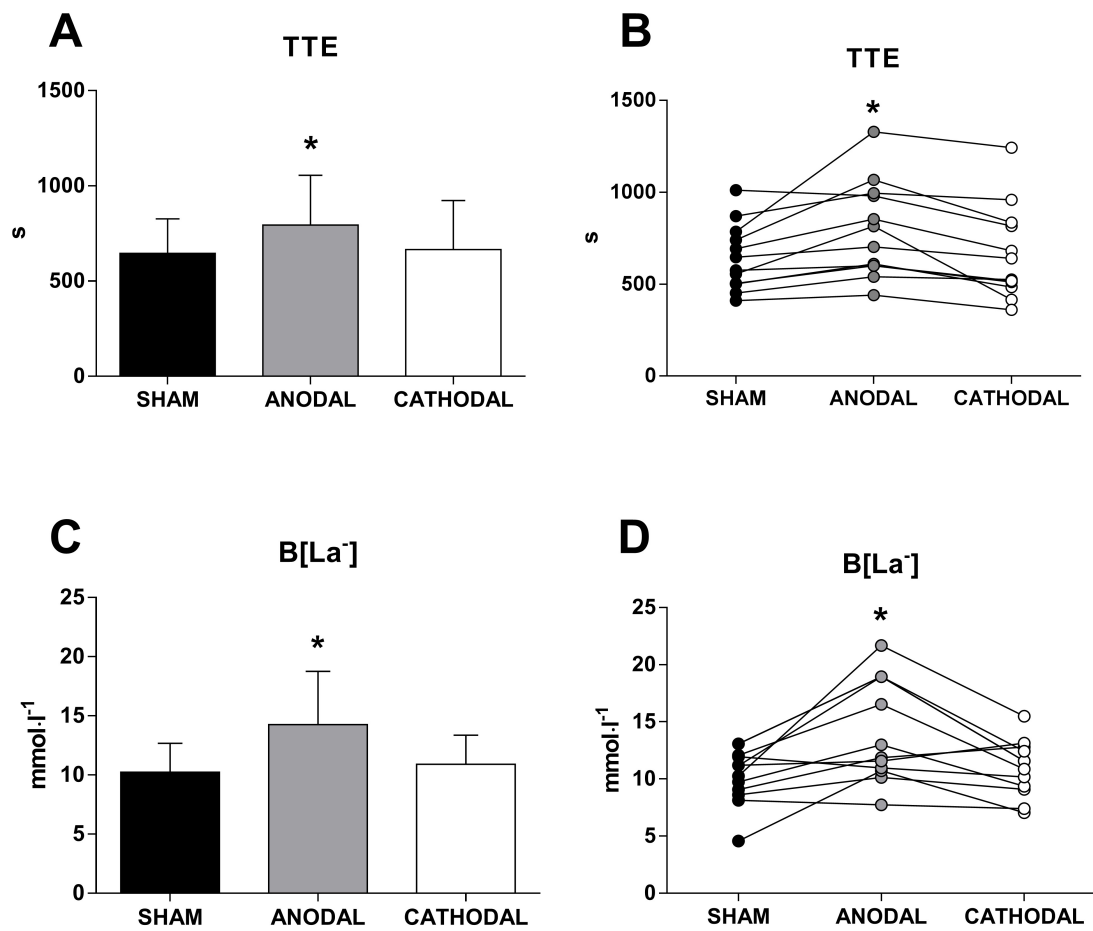 A
TTE
1500
1000
500
0
s
*
SHAM
ANODAL
CATHODAL
B
TTE
1500
1000
500
0
s
*
SHAM
ANODAL
CATHODAL
C
B[La⁻]
25
20
15
10
5
0
mmol·l⁻¹
*
SHAM
ANODAL
CATHODAL
D
B[La⁻]
25
20
15
10
5
0
mmol·l⁻¹
*
SHAM
ANODAL
CATHODAL